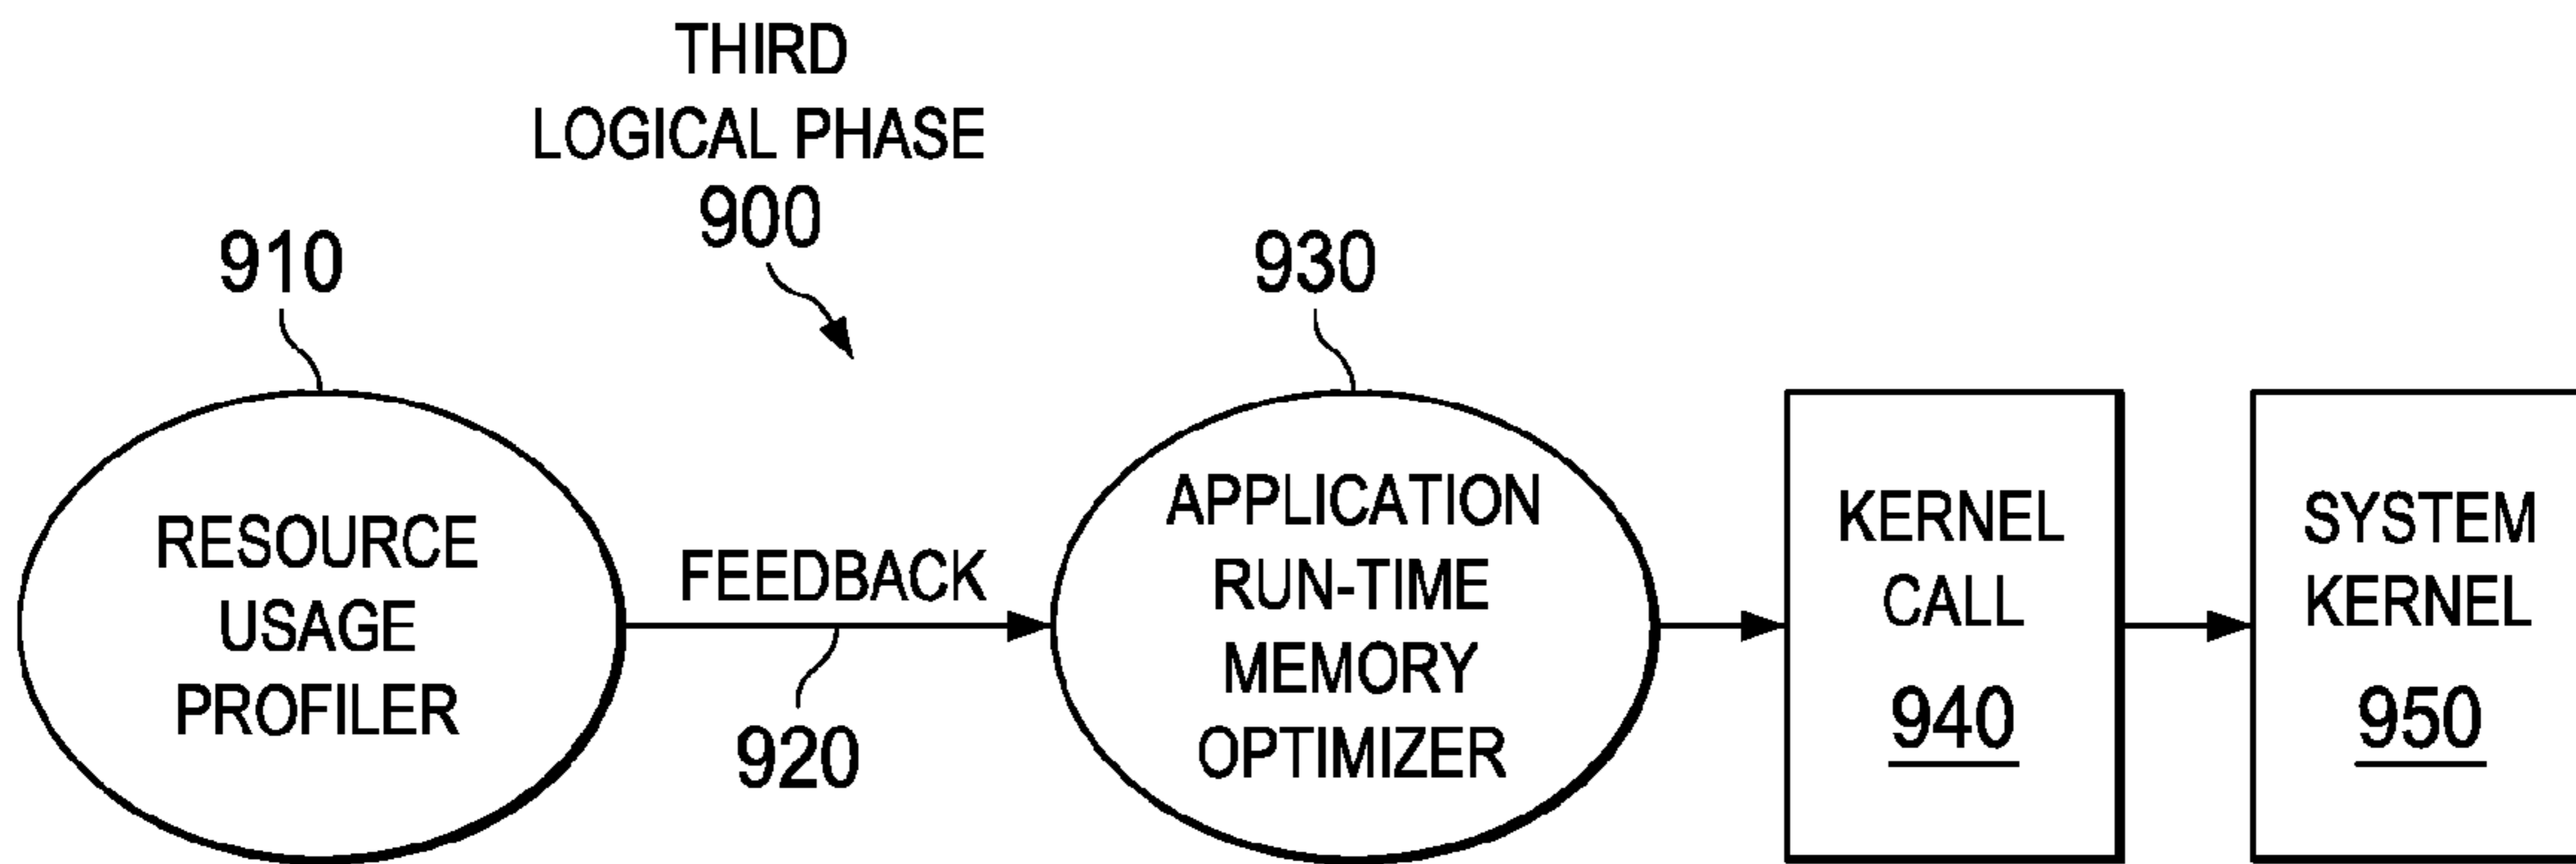 THIRD
LOGICAL PHASE
900
910
930
RESOURCE
USAGE
PROFILER
FEEDBACK
920
APPLICATION
RUN-TIME
MEMORY
OPTIMIZER
KERNEL
CALL
940
SYSTEM
KERNEL
950